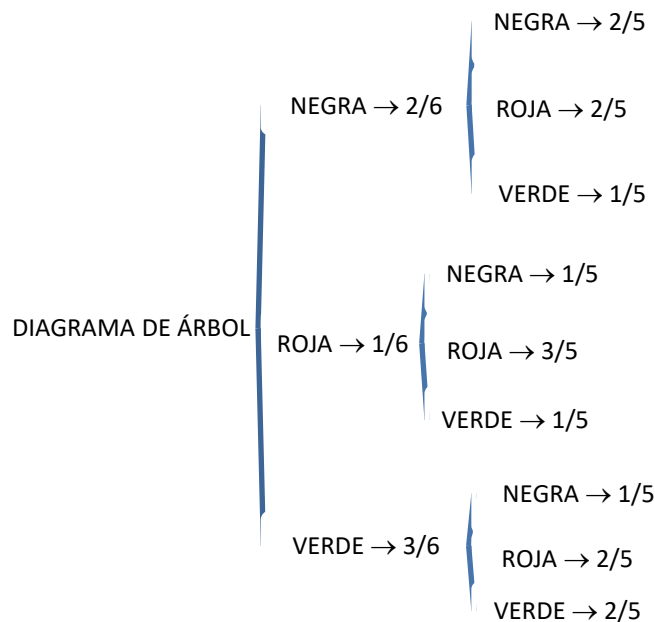 NEGRA → 2/5
NEGRA → 2/6
ROJA → 2/5
VERDE → 1/5
NEGRA → 1/5
DIAGRAMA DE ÁRBOL
ROJA → 1/6
ROJA → 3/5
VERDE → 1/5
NEGRA → 1/5
VERDE → 3/6
ROJA → 2/5
VERDE → 2/5